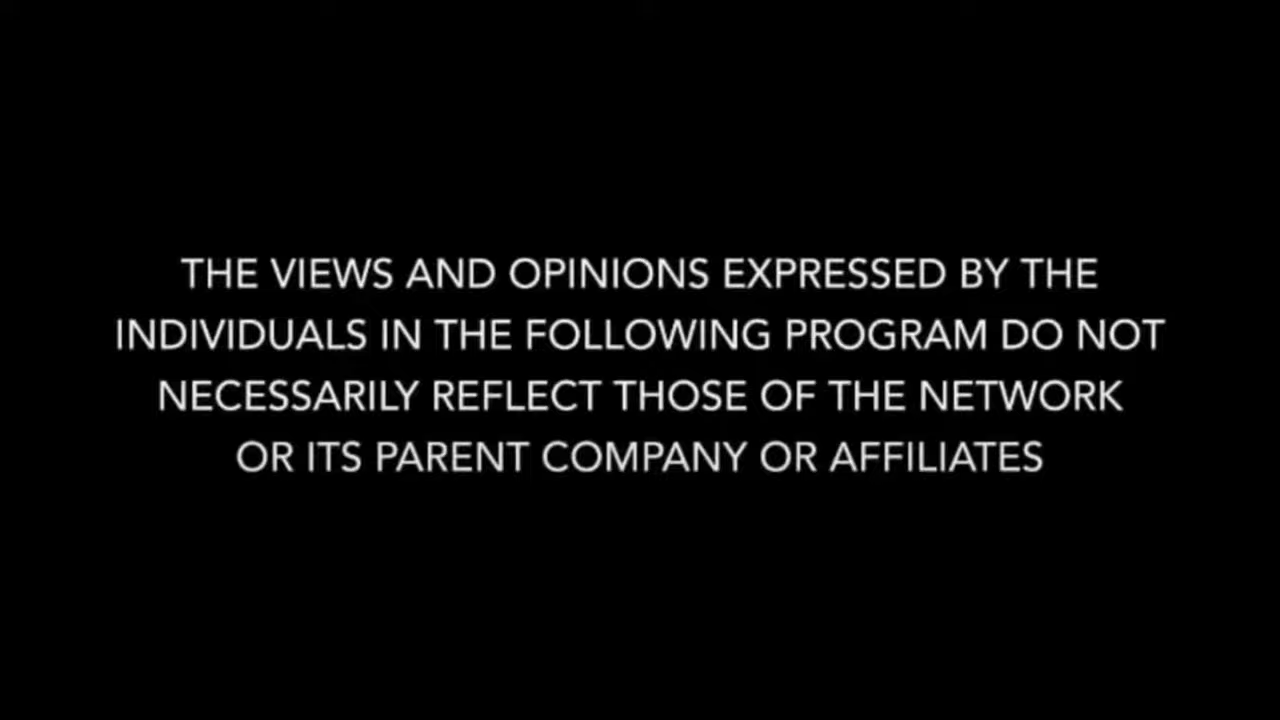 THE VIEWS AND OPINIONS EXPRESSED BY THE
INDIVIDUALS IN THE FOLLOWING PROGRAM DO NOT
NECESSARILY REFLECT THOSE OF THE NETWORK
OR ITS PARENT COMPANY OR AFFILIATES